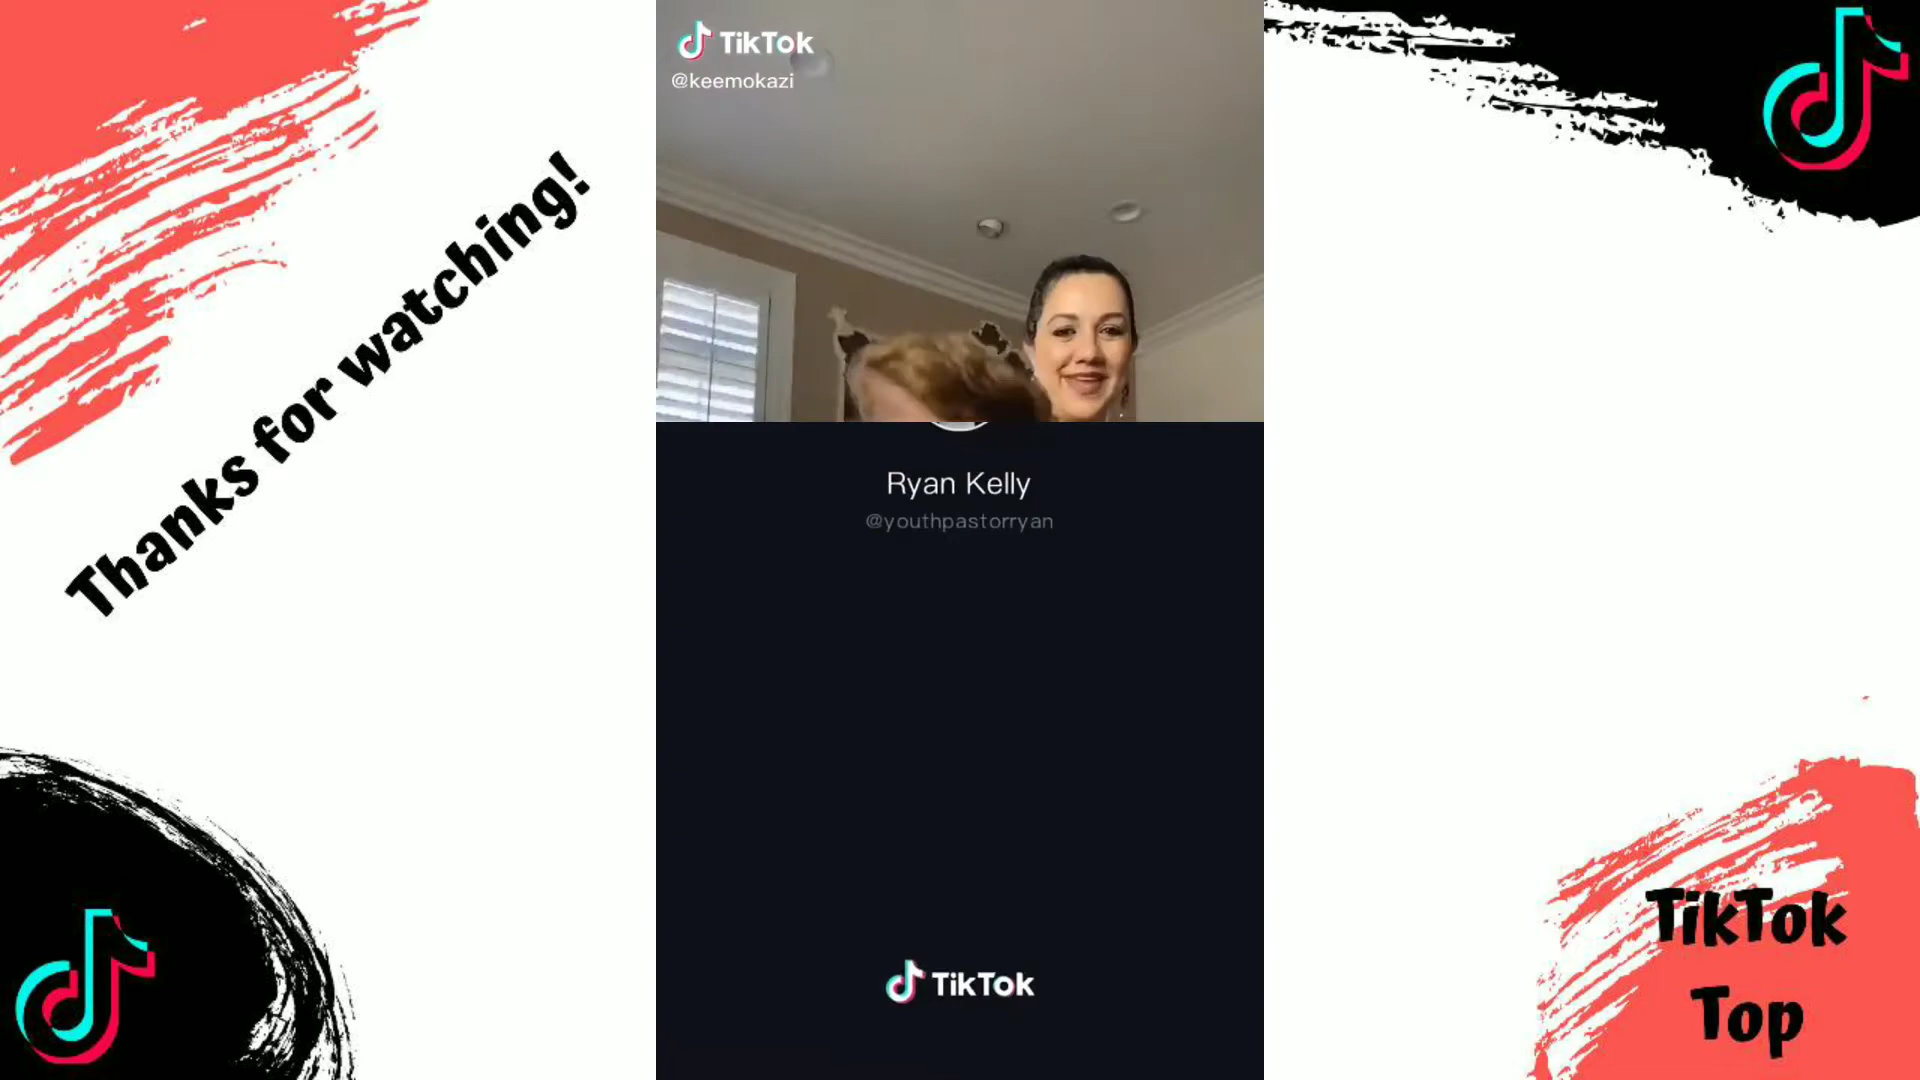 TikTok
@keemokazi
Thanks for watching!
Ryan Kelly
@youthpastorryan
TikTok
TikTok
Top